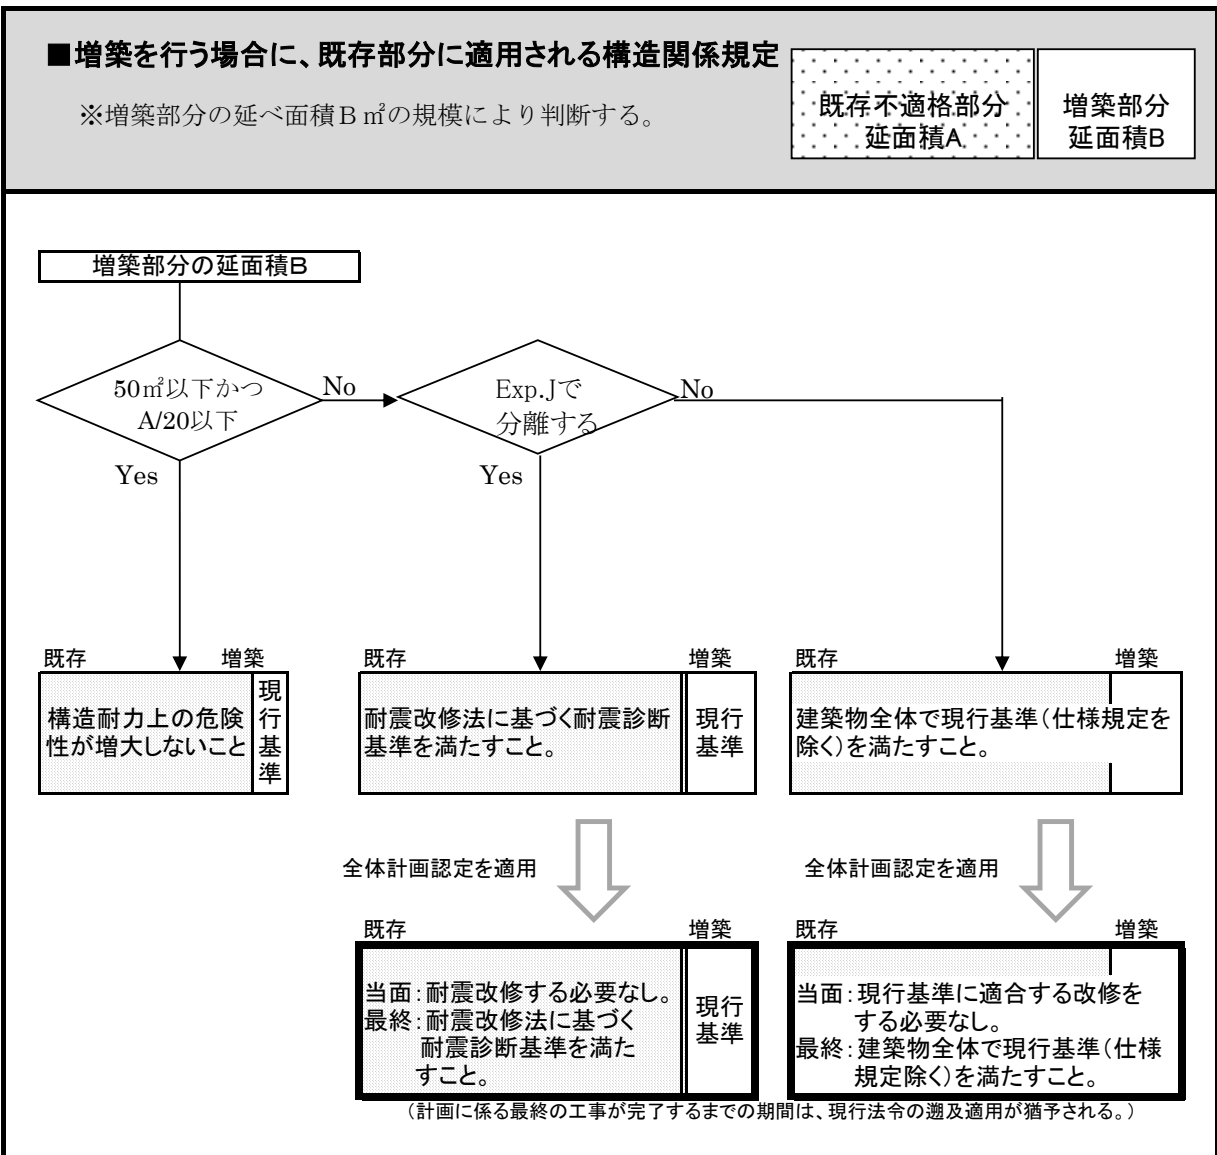 ■増築を行う場合に、既存部分に適用される構造関係規定
※増築部分の延べ面積Ｂ㎡の規模により判断する。
既存不適格部分
延面積A
増築部分
延面積B
増築部分の延面積B
50㎡以下かつ
A/20以下
No
Yes
Exp.Jで
分離する
No
Yes
既存
増築
構造耐力上の危険
性が増大しないこと
現
行
基
準
既存
増築
耐震改修法に基づく耐震診断
基準を満たすこと。
現行
基準
既存
増築
建築物全体で現行基準（仕様規定を
除く）を満たすこと。
全体計画認定を適用
全体計画認定を適用
既存
増築
当面：耐震改修する必要なし。
最終：耐震改修法に基づく
耐震診断基準を満た
すこと。
現行
基準
既存
増築
当面：現行基準に適合する改修を
する必要なし。
最終：建築物全体で現行基準（仕様
規定除く）を満たすこと。
（計画に係る最終の工事が完了するまでの期間は、現行法令の遡及適用が猶予される。）